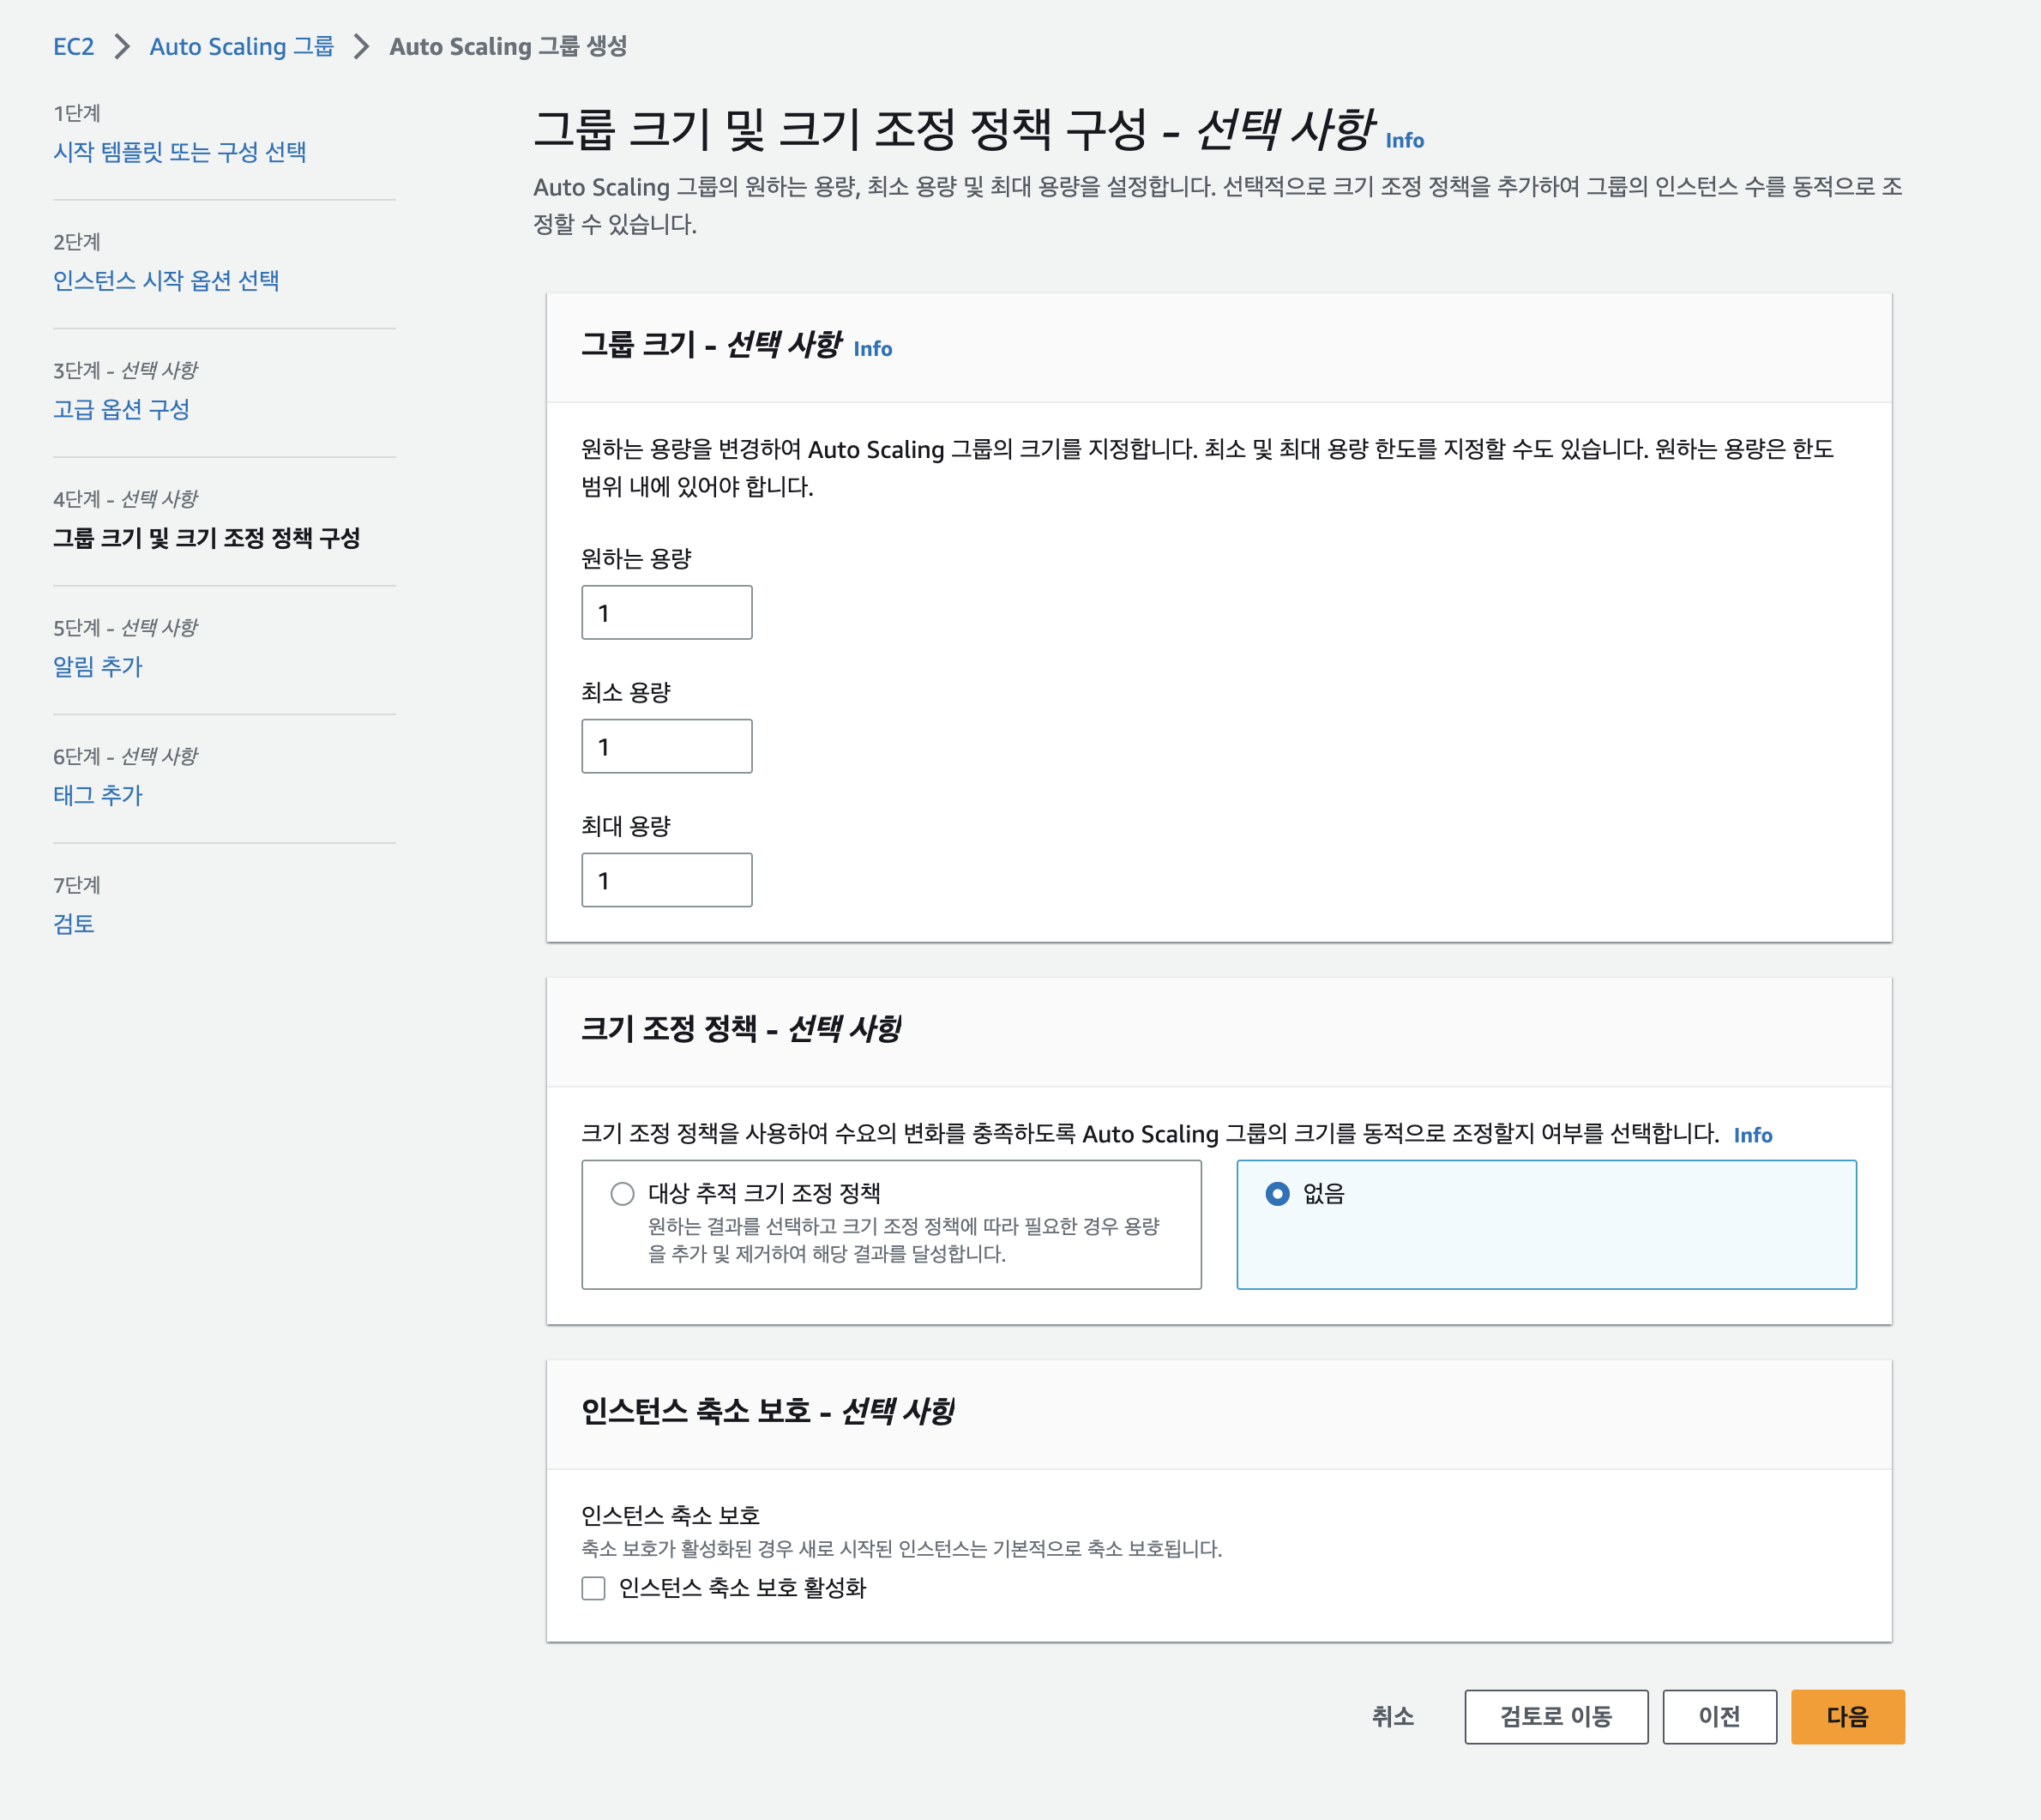 EC2 > Auto Scaling 그룹 > Auto Scaling 그룹 생성
1단계
시작 템플릿 또는 구성 선택
2단계
인스턴스 시작 옵션 선택
3단계 - 선택 사항
고급 옵션 구성
4단계 - 선택 사항
그룹 크기 및 크기 조정 정책 구성
5단계 - 선택 사항
알림 추가
6단계 - 선택 사항
태그 추가
7단계
검토
그룹 크기 및 크기 조정 정책 구성 - 선택 사항 Info
Auto Scaling 그룹의 원하는 용량, 최소 용량 및 최대 용량을 설정합니다. 선택적으로 크기 조정 정책을 추가하여 그룹의 인스턴스 수를 동적으로 조
정할 수 있습니다.
그룹 크기 - 선택 사항 Info
원하는 용량을 변경하여 Auto Scaling 그룹의 크기를 지정합니다. 최소 및 최대 용량 한도를 지정할 수도 있습니다. 원하는 용량은 한도
범위 내에 있어야 합니다.
원하는 용량
1
최소 용량
1
최대 용량
1
크기 조정 정책 - 선택 사항
크기 조정 정책을 사용하여 수요의 변화를 충족하도록 Auto Scaling 그룹의 크기를 동적으로 조정할지 여부를 선택합니다. Info
대상 추적 크기 조정 정책
원하는 결과를 선택하고 크기 조정 정책에 따라 필요한 경우 용량
을 추가 및 제거하여 해당 결과를 달성합니다.
없음
인스턴스 축소 보호 - 선택 사항
인스턴스 축소 보호
축소 보호가 활성화된 경우 새로 시작된 인스턴스는 기본적으로 축소 보호됩니다.
인스턴스 축소 보호 활성화
취소 검토로 이동 이전 다음